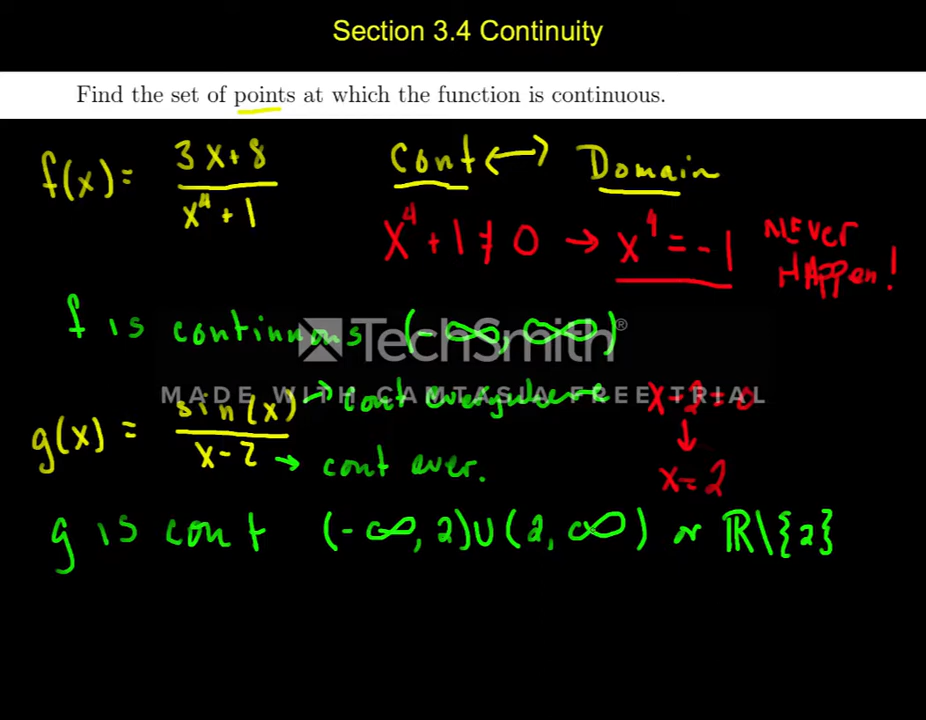 Section 3.4 Continuity
Find the set of points at which the function is continuous.
f(x) = (3x+8)/(x⁴+1)
Cont ↔ Domain
x⁴+1 ≠ 0 → x⁴ = -1 NEVER HAPPEN!
f is continuous (-∞, ∞)
TechSmith®
MADE WITH CAMTASIA FREE TRIAL
g(x) = sin(x)/(x-2)
→ cont everywhere
→ cont ever.
x-2=0
↓
x=2
g is cont (-∞, 2)∪(2, ∞) or ℝ\{2}